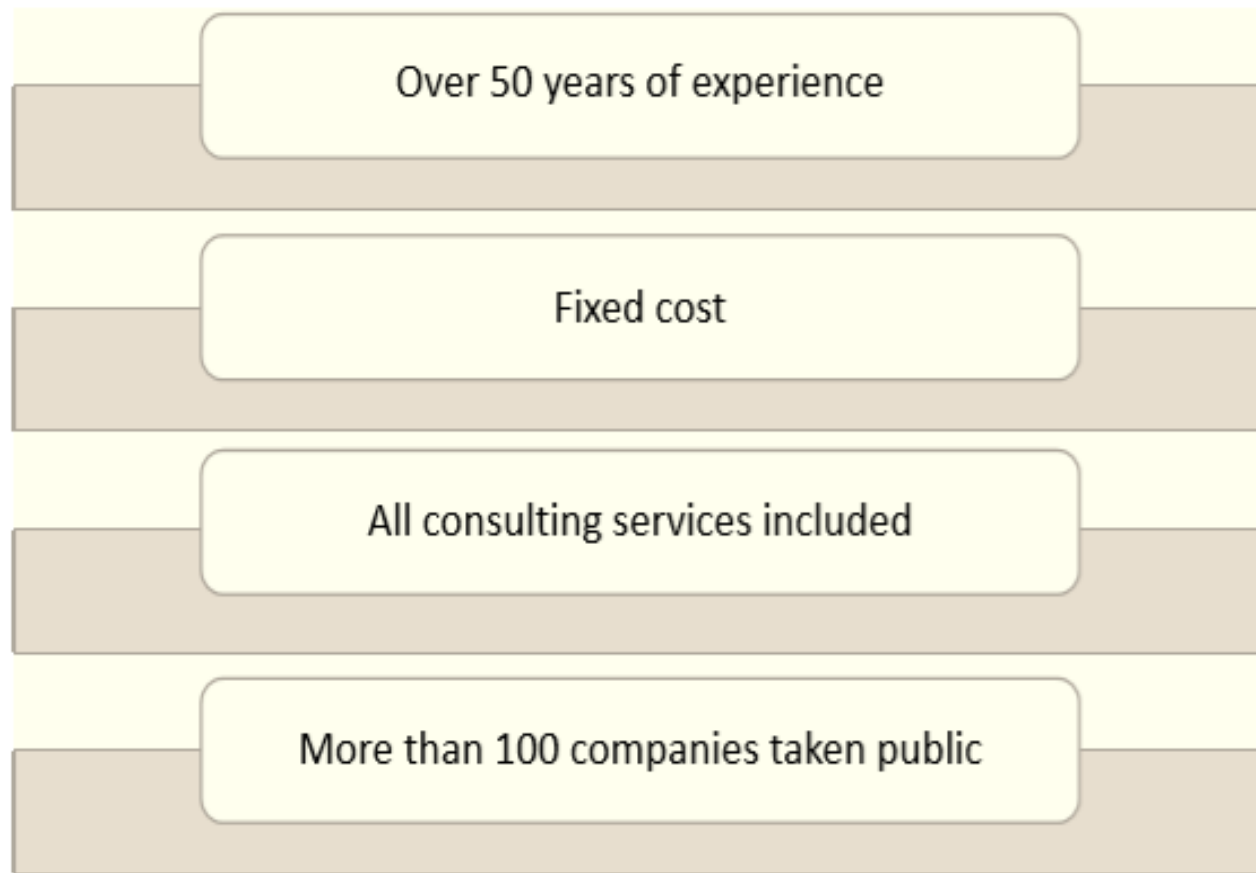 Over 50 years of experience
Fixed cost
All consulting services included
More than 100 companies taken public